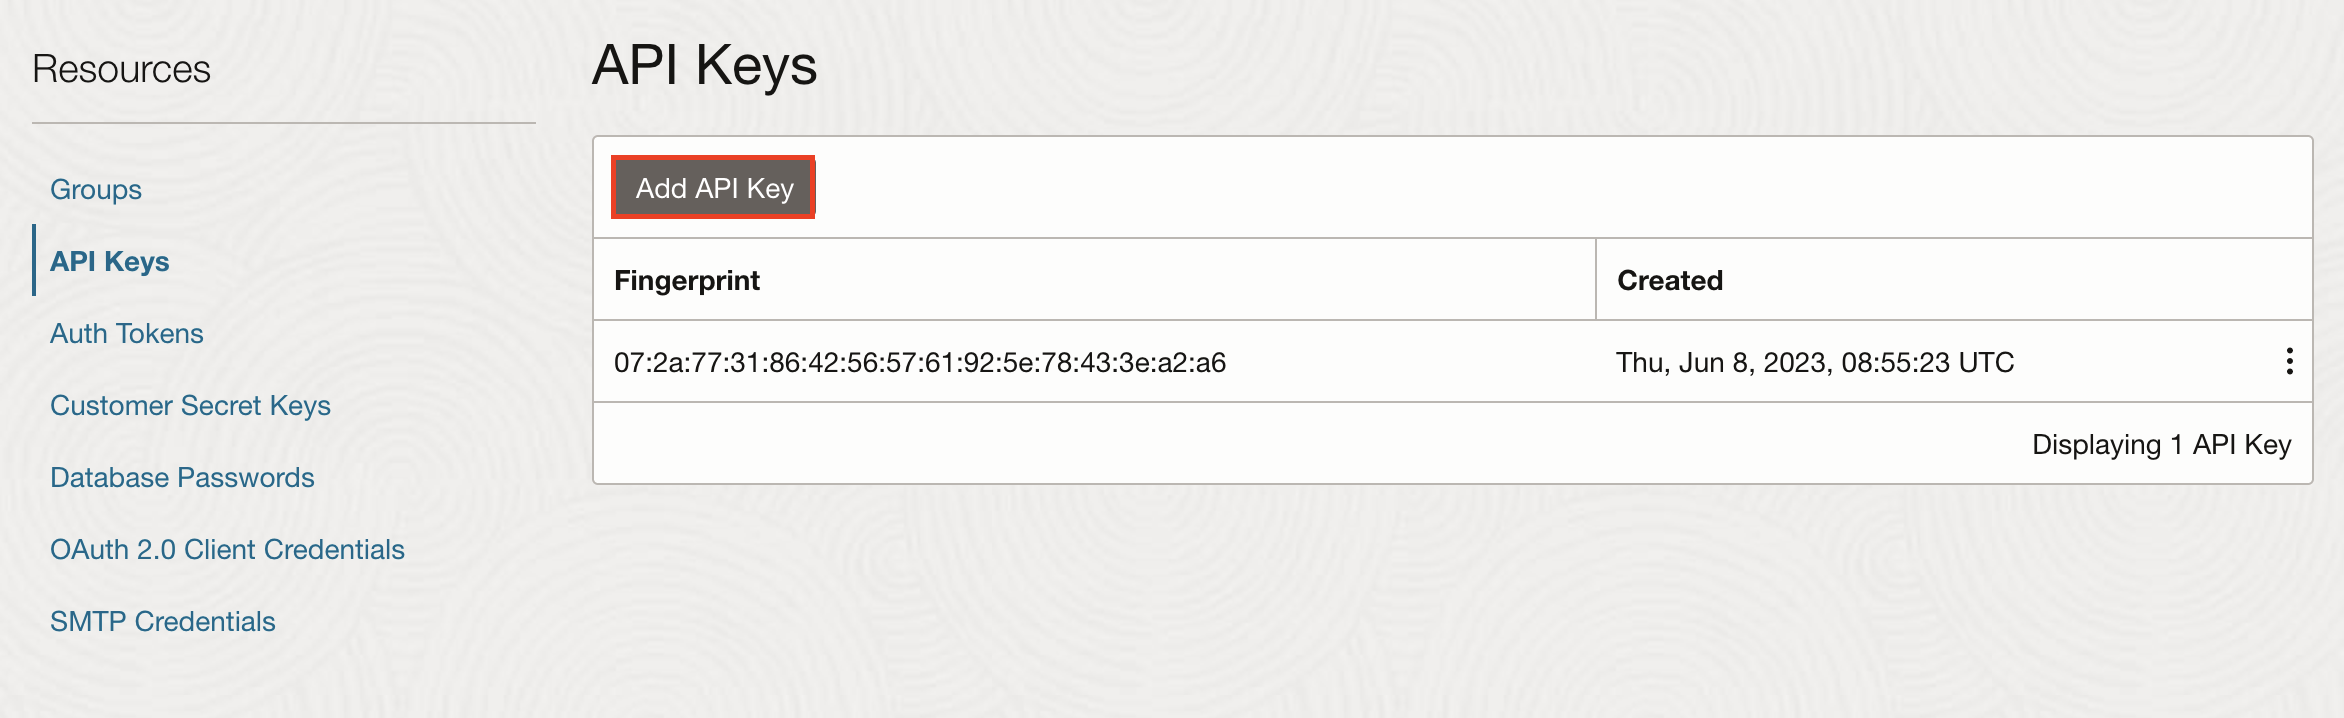 Resources
Groups
API Keys
Auth Tokens
Customer Secret Keys
Database Passwords
OAuth 2.0 Client Credentials
SMTP Credentials
API Keys
Add API Key
Fingerprint Created
07:2a:77:31:86:42:56:57:61:92:5e:78:43:3e:a2:a6 Thu, Jun 8, 2023, 08:55:23 UTC
Displaying 1 API Key